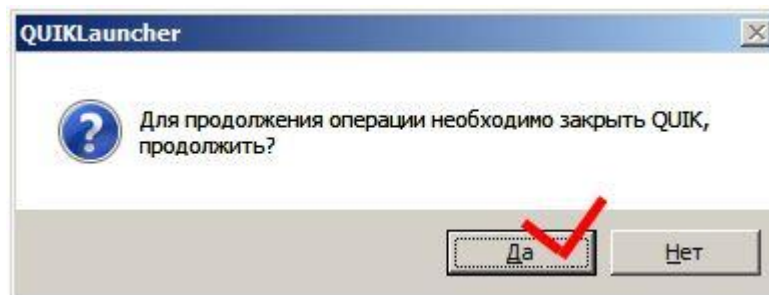 QUIKLauncher
Для продолжения операции необходимо закрыть QUIK,
продолжить?
Да
Нет